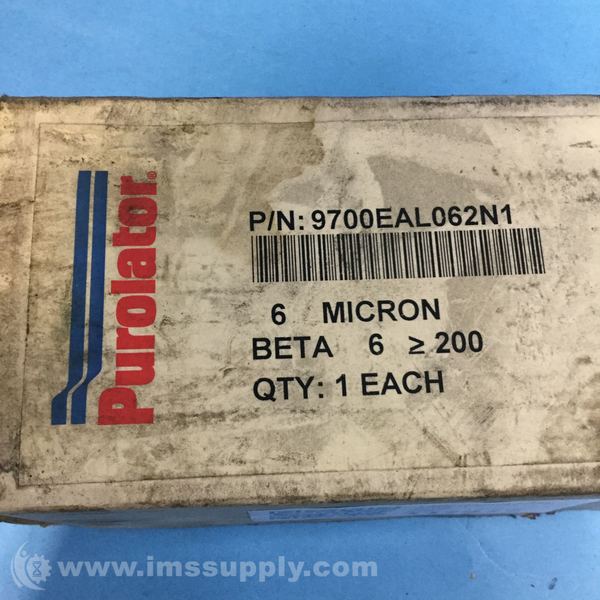 Purolator®
P/N: 9700EAL062N1
6 MICRON
BETA 6 ≥ 200
QTY: 1 EACH
www.imssupply.com